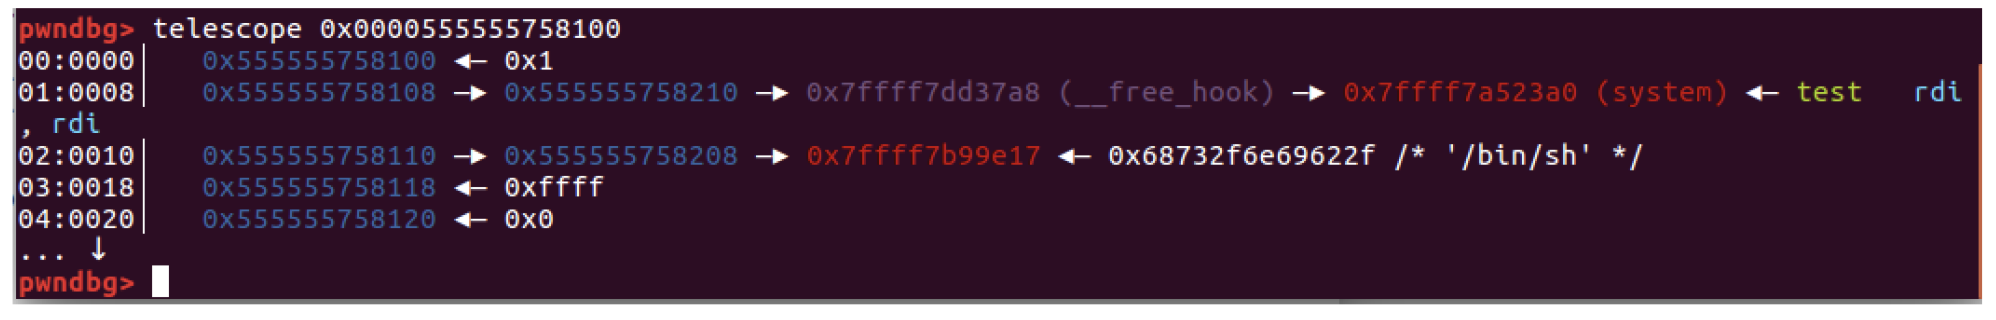 pwndbg> telescope 0x0000555555758100
00:0000│   0x555555758100 ◂— 0x1
01:0008│   0x555555758108 —▸ 0x555555758210 —▸ 0x7ffff7dd37a8 (__free_hook) —▸ 0x7ffff7a523a0 (system) ◂— test   rdi
, rdi
02:0010│   0x555555758110 —▸ 0x555555758208 —▸ 0x7ffff7b99e17 ◂— 0x68732f6e69622f /* '/bin/sh' */
03:0018│   0x555555758118 ◂— 0xffff
04:0020│   0x555555758120 ◂— 0x0
... ↓
pwndbg>